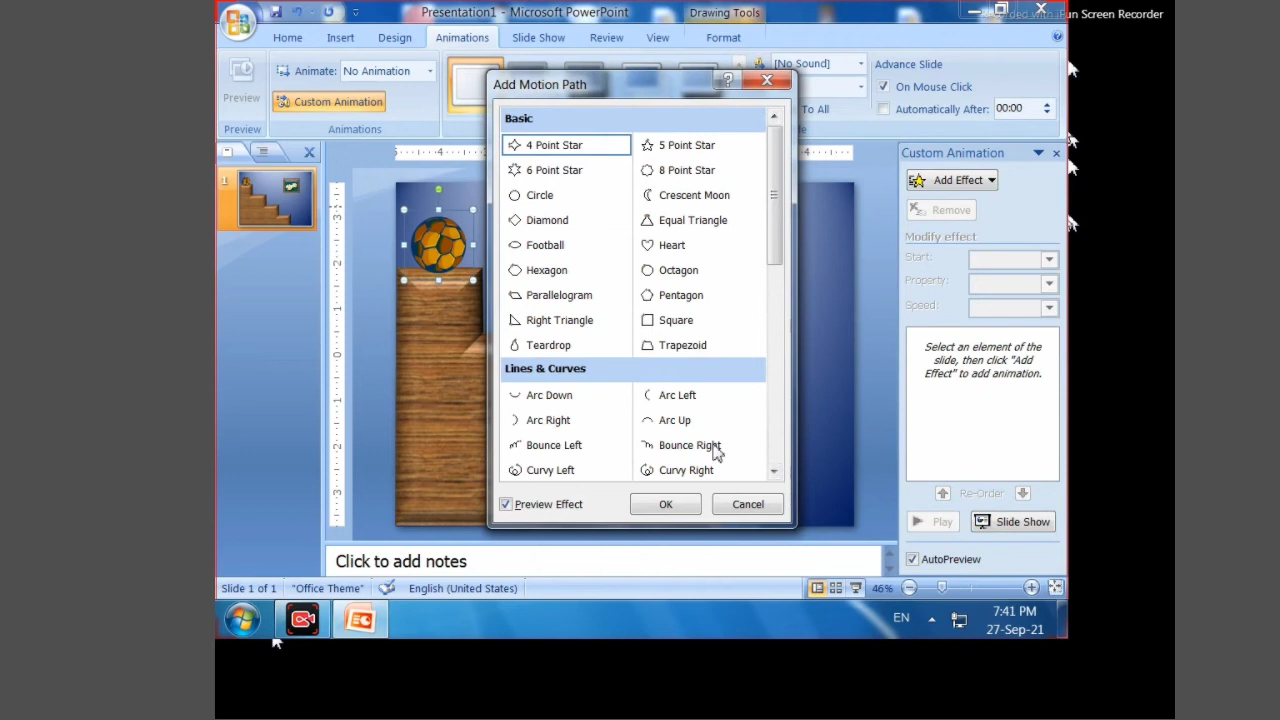 Presentation1 - Microsoft PowerPoint
Drawing Tools
Recorded with iFun Screen Recorder
Home Insert Design Animations Slide Show Review View Format
Preview
Animate: No Animation
Custom Animation
[No Sound]
To All
Advance Slide
On Mouse Click
Automatically After: 00:00
Preview
Animations
Add Motion Path
Basic
4 Point Star 5 Point Star
6 Point Star 8 Point Star
Circle Crescent Moon
Diamond Equal Triangle
Football Heart
Hexagon Octagon
Parallelogram Pentagon
Right Triangle Square
Teardrop Trapezoid
Lines & Curves
Arc Down Arc Left
Arc Right Arc Up
Bounce Left Bounce Right
Curvy Left Curvy Right
Preview Effect OK Cancel
1
Custom Animation
Add Effect
Remove
Modify effect
Start:
Property:
Speed:
Select an element of the
slide, then click "Add
Effect" to add animation.
Re-Order
Play Slide Show
AutoPreview
Click to add notes
Slide 1 of 1 "Office Theme" English (United States) 46%
EN
7:41 PM
27-Sep-21